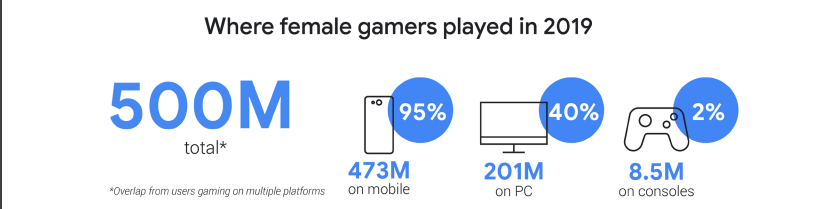 Where female gamers played in 2019
500M
total*
*Overlap from users gaming on multiple platforms
95%
473M
on mobile
40%
201M
on PC
2%
8.5M
on consoles